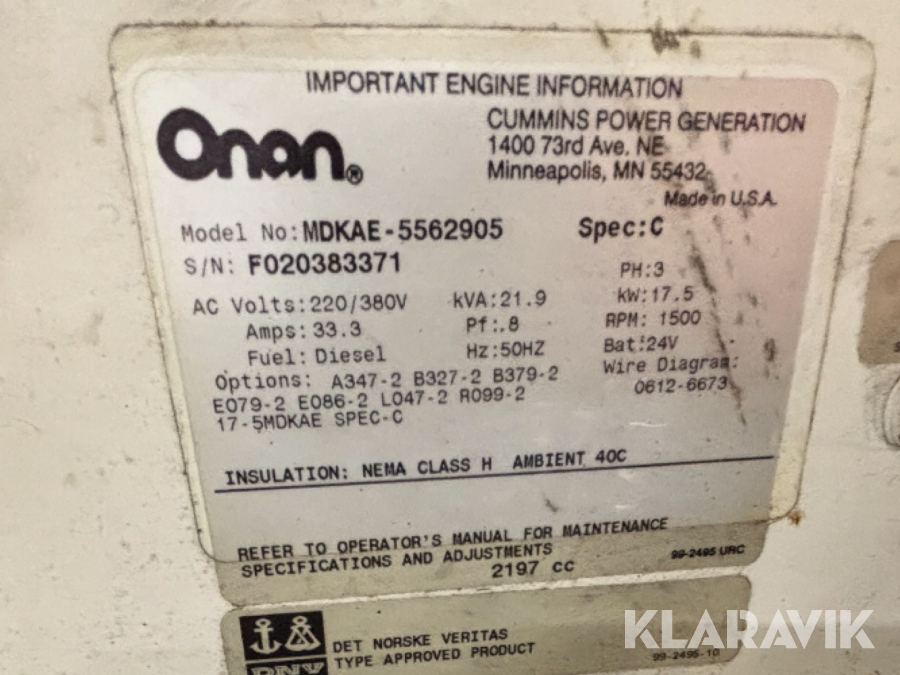 IMPORTANT ENGINE INFORMATION
Onan®
CUMMINS POWER GENERATION
1400 73rd Ave. NE
Minneapolis, MN 55432
Made in U.S.A.
Model No: MDKAE-5562905 Spec: C
S/N: F020383371 PH: 3
AC Volts: 220/380V kVA: 21.9 kW: 17.5
Amps: 33.3 Pf: .8 RPM: 1500
Fuel: Diesel Hz: 50HZ Bat: 24V
Options: A347-2 B327-2 B379-2 Wire Diagram:
E079-2 E086-2 L047-2 R099-2 0612-6673
17-5MDKAE SPEC-C
INSULATION: NEMA CLASS H AMBIENT 40C
REFER TO OPERATOR'S MANUAL FOR MAINTENANCE
SPECIFICATIONS AND ADJUSTMENTS 99-2495 URC
2197 CC
DET NORSKE VERITAS
TYPE APPROVED PRODUCT
DNV
99-2495-10
KLARAVIK